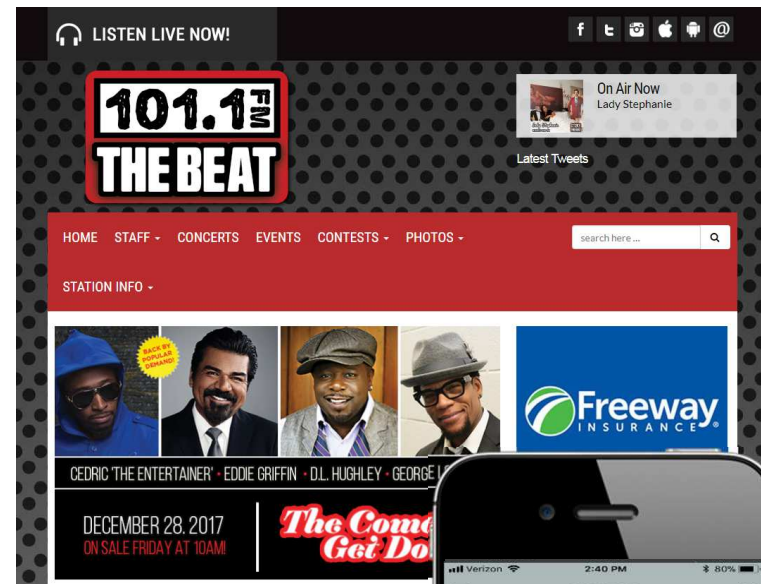 LISTEN LIVE NOW!
f t @
101.1 FM
THE BEAT
On Air Now
Lady Stephanie
Latest Tweets
HOME STAFF CONCERTS EVENTS CONTESTS PHOTOS
search here ...
STATION INFO
BACK BY
POPULAR
DEMAND!
Freeway
INSURANCE®
CEDRIC 'THE ENTERTAINER' • EDDIE GRIFFIN • D.L. HUGHLEY • GEORGE
DECEMBER 28, 2017
ON SALE FRIDAY AT 10AM!
The Come
Get Do
Verizon 2:40 PM 80%